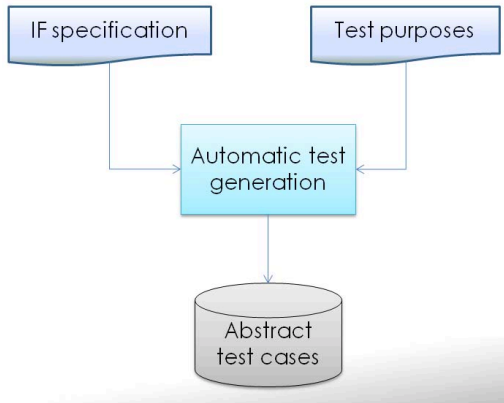 IF specification
Test purposes
Automatic test
generation
Abstract
test cases